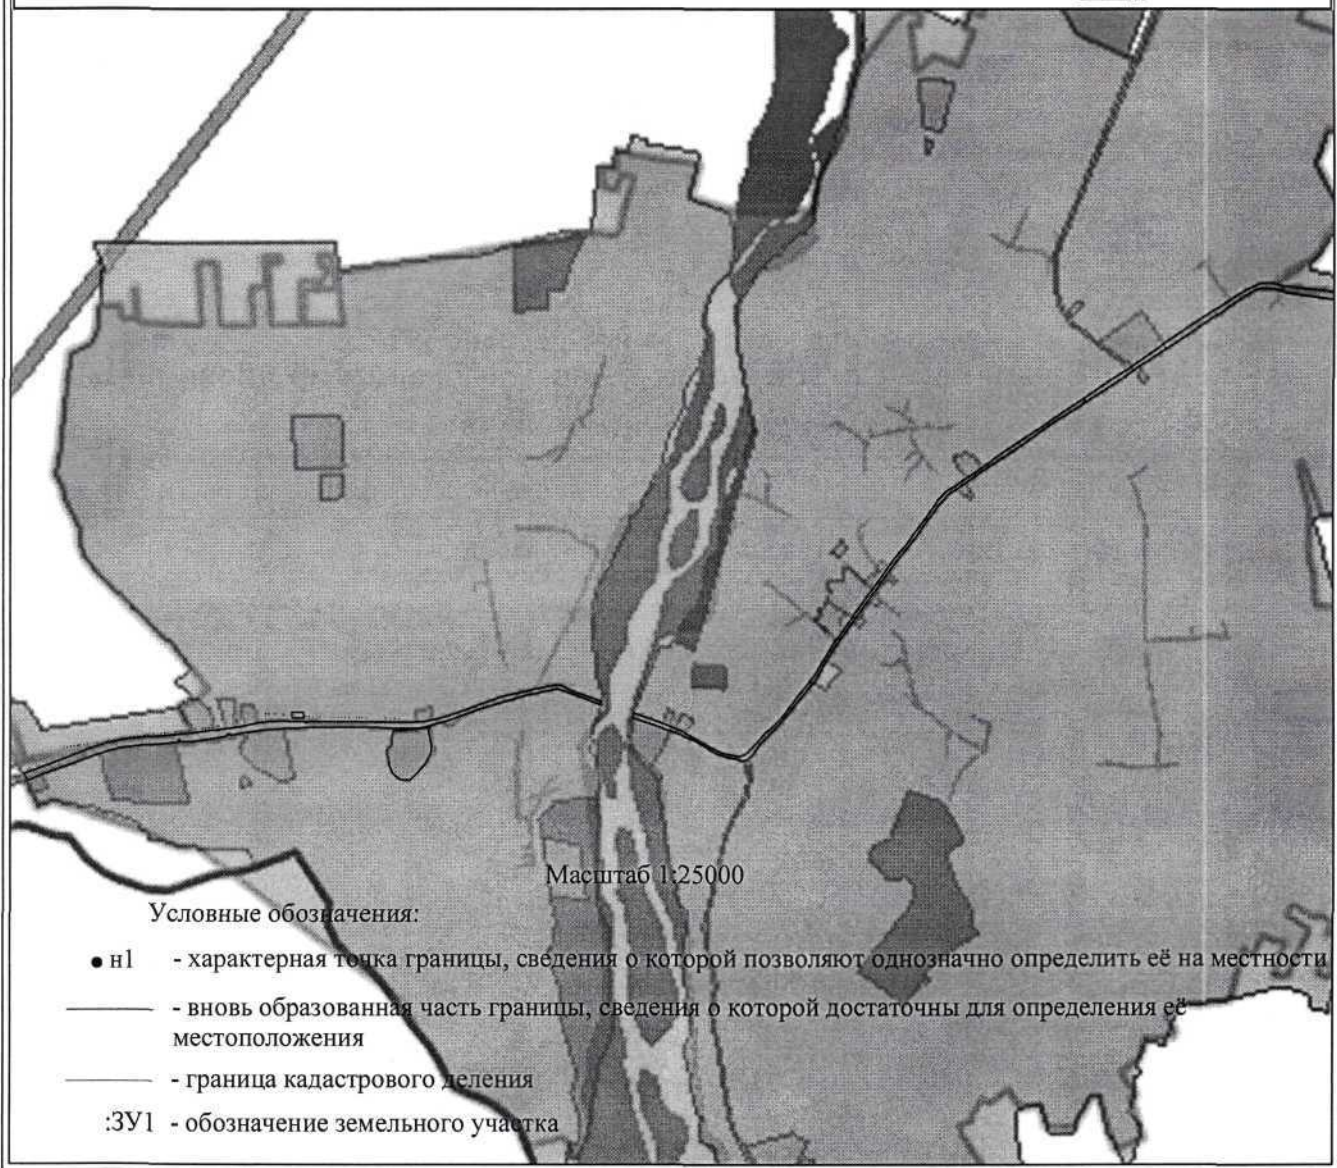 Масштаб 1:25000
Условные обозначения:
н1 - характерная точка границы, сведения о которой позволяют однозначно определить её на местности
- вновь образованная часть границы, сведения о которой достаточны для определения её
местоположения
- граница кадастрового деления
:ЗУ1 - обозначение земельного участка